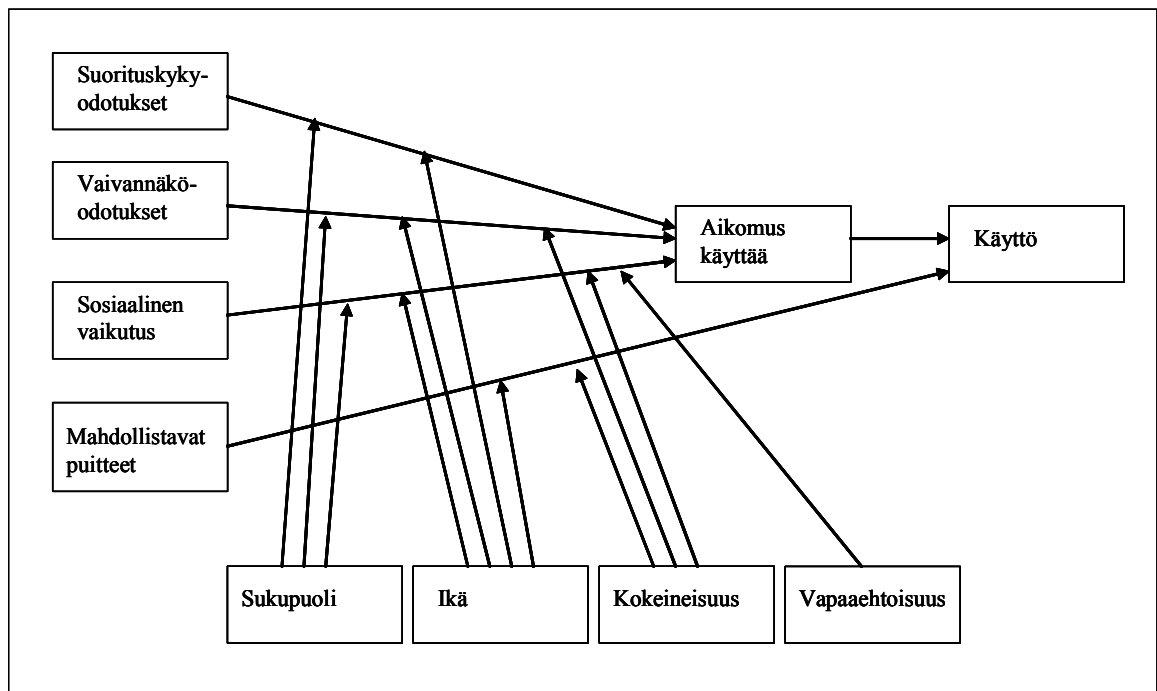 Suorituskyky-
odotukset
Vaivannäkö-
odotukset
Aikomus
käyttää
Käyttö
Sosiaalinen
vaikutus
Mahdollistavat
puitteet
Sukupuoli
Ikä
Kokeineisuus
Vapaaehtoisuus